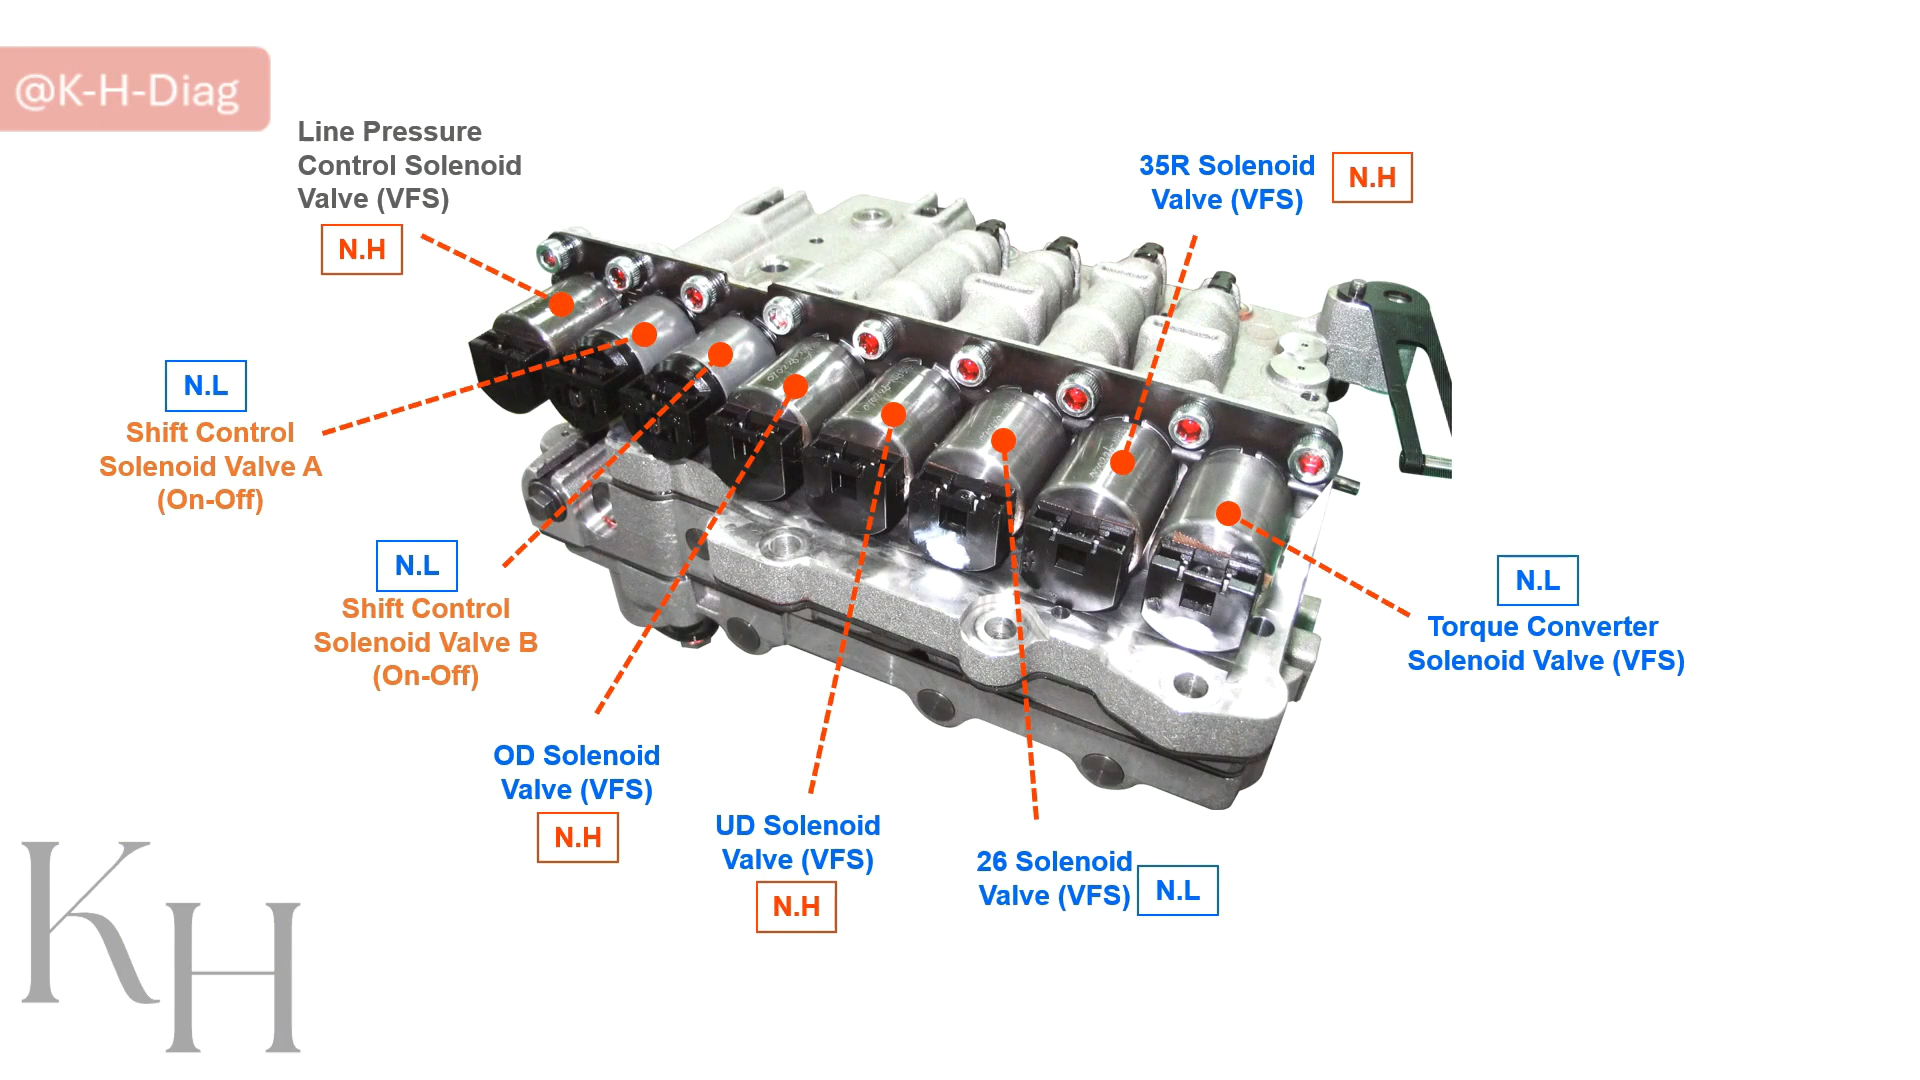 @K-H-Diag
Line Pressure
Control Solenoid
Valve (VFS)
N.H
35R Solenoid
Valve (VFS)
N.H
N.L
Shift Control
Solenoid Valve A
(On-Off)
N.L
Shift Control
Solenoid Valve B
(On-Off)
N.L
Torque Converter
Solenoid Valve (VFS)
OD Solenoid
Valve (VFS)
N.H
UD Solenoid
Valve (VFS)
N.H
26 Solenoid
Valve (VFS)
N.L
KH